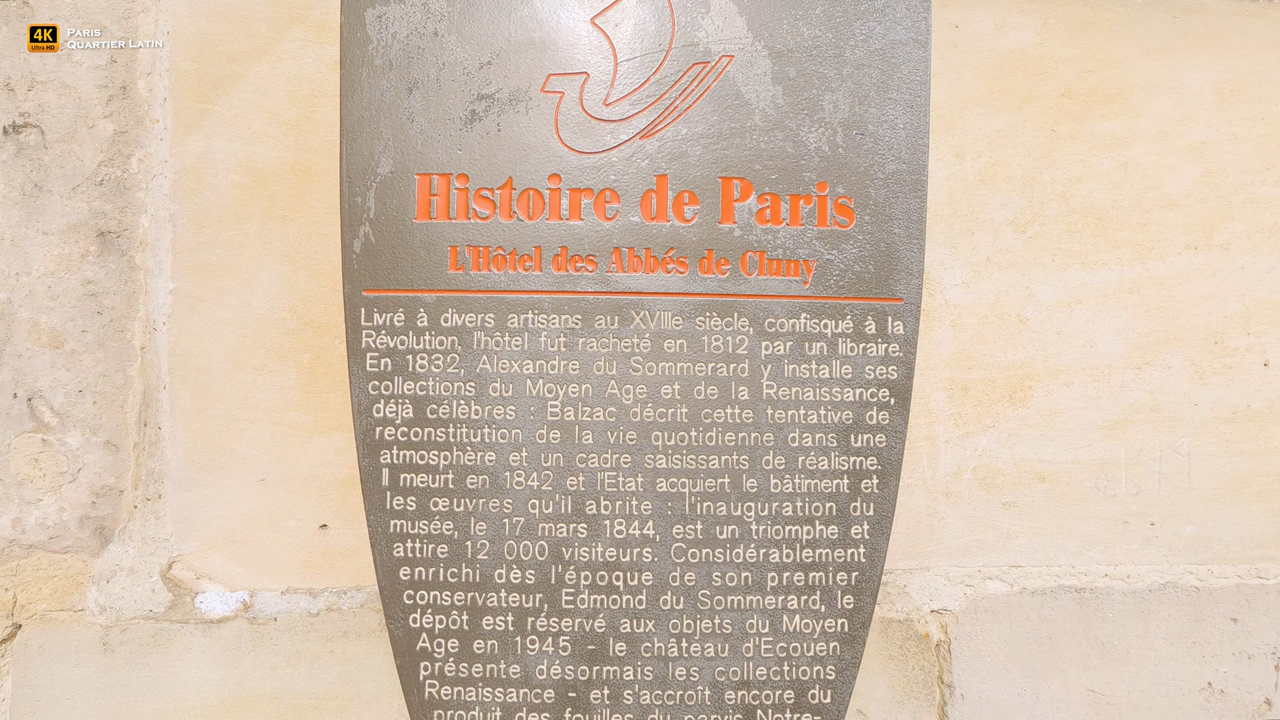 4K
Ultra HD
Paris
Quartier Latin
Histoire de Paris
L'Hôtel des Abbés de Cluny
Livré à divers artisans au XVIIIe siècle, confisqué à la
Révolution, l'hôtel fut racheté en 1812 par un libraire.
En 1832, Alexandre du Sommerard y installe ses
collections du Moyen Age et de la Renaissance,
déjà célèbres : Balzac décrit cette tentative de
reconstitution de la vie quotidienne dans une
atmosphère et un cadre saisissants de réalisme.
Il meurt en 1842 et l'Etat acquiert le bâtiment et
les œuvres qu'il abrite : l'inauguration du
musée, le 17 mars 1844, est un triomphe et
attire 12 000 visiteurs. Considérablement
enrichi dès l'époque de son premier
conservateur, Edmond du Sommerard, le
dépôt est réservé aux objets du Moyen
Age en 1945 - le château d'Ecouen
présente désormais les collections
Renaissance - et s'accroît encore du
produit des fouilles du parvis Notre-